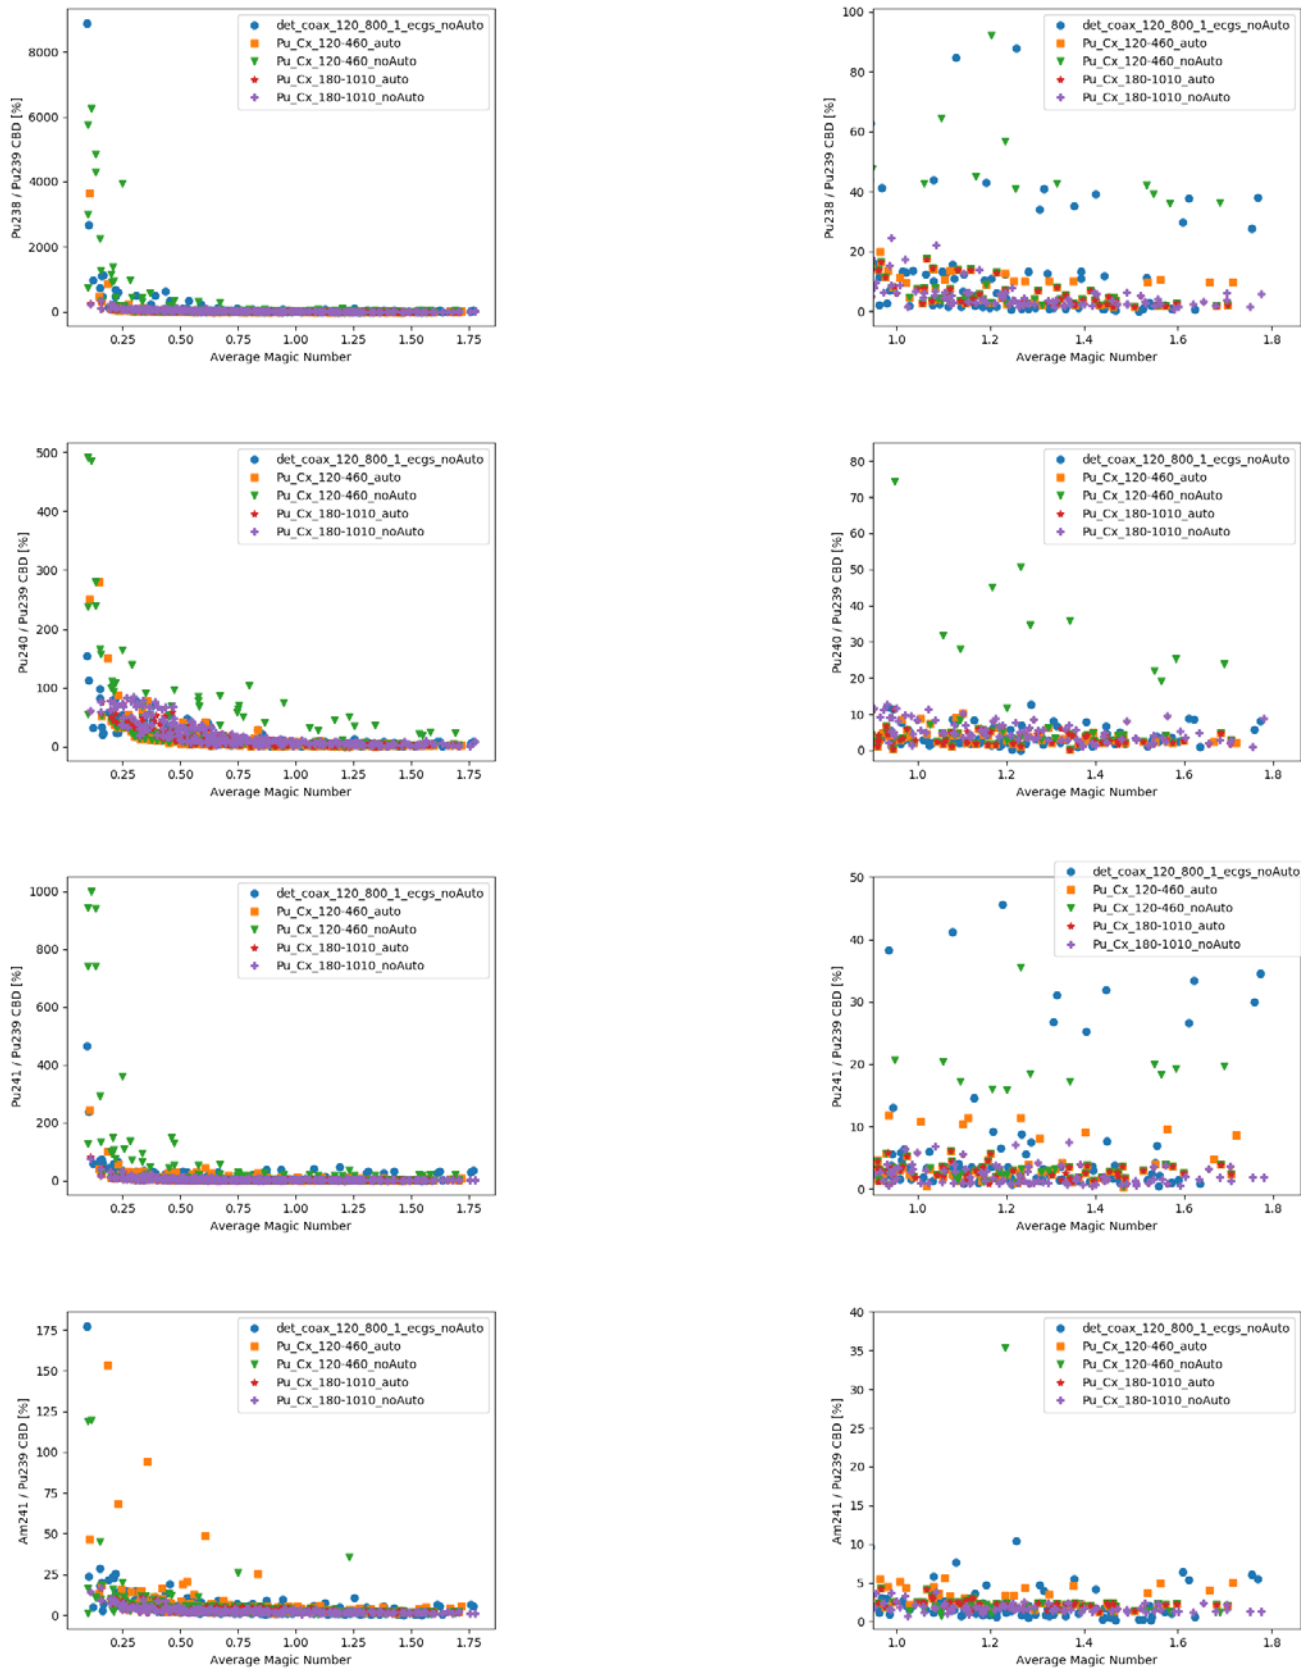 det_coax_120_800_1_ecgs_noAuto
Pu_Cx_120-460_auto
Pu_Cx_120-460_noAuto
Pu_Cx_180-1010_auto
Pu_Cx_180-1010_noAuto
Pu238 / Pu239 CBD [%]
8000
6000
4000
2000
0
0.25 0.50 0.75 1.00 1.25 1.50 1.75
Average Magic Number
det_coax_120_800_1_ecgs_noAuto
Pu_Cx_120-460_auto
Pu_Cx_120-460_noAuto
Pu_Cx_180-1010_auto
Pu_Cx_180-1010_noAuto
Pu238 / Pu239 CBD [%]
100
80
60
40
20
0
1.0 1.2 1.4 1.6 1.8
Average Magic Number
det_coax_120_800_1_ecgs_noAuto
Pu_Cx_120-460_auto
Pu_Cx_120-460_noAuto
Pu_Cx_180-1010_auto
Pu_Cx_180-1010_noAuto
Pu240 / Pu239 CBD [%]
500
400
300
200
100
0
0.25 0.50 0.75 1.00 1.25 1.50 1.75
Average Magic Number
det_coax_120_800_1_ecgs_noAuto
Pu_Cx_120-460_auto
Pu_Cx_120-460_noAuto
Pu_Cx_180-1010_auto
Pu_Cx_180-1010_noAuto
Pu240 / Pu239 CBD [%]
80
70
60
50
40
30
20
10
0
1.0 1.2 1.4 1.6 1.8
Average Magic Number
det_coax_120_800_1_ecgs_noAuto
Pu_Cx_120-460_auto
Pu_Cx_120-460_noAuto
Pu_Cx_180-1010_auto
Pu_Cx_180-1010_noAuto
Pu241 / Pu239 CBD [%]
1000
800
600
400
200
0
0.25 0.50 0.75 1.00 1.25 1.50 1.75
Average Magic Number
det_coax_120_800_1_ecgs_noAuto
Pu_Cx_120-460_auto
Pu_Cx_120-460_noAuto
Pu_Cx_180-1010_auto
Pu_Cx_180-1010_noAuto
Pu241 / Pu239 CBD [%]
50
40
30
20
10
0
1.0 1.2 1.4 1.6 1.8
Average Magic Number
det_coax_120_800_1_ecgs_noAuto
Pu_Cx_120-460_auto
Pu_Cx_120-460_noAuto
Pu_Cx_180-1010_auto
Pu_Cx_180-1010_noAuto
Am241 / Pu239 CBD [%]
175
150
125
100
75
50
25
0
0.25 0.50 0.75 1.00 1.25 1.50 1.75
Average Magic Number
det_coax_120_800_1_ecgs_noAuto
Pu_Cx_120-460_auto
Pu_Cx_120-460_noAuto
Pu_Cx_180-1010_auto
Pu_Cx_180-1010_noAuto
Am241 / Pu239 CBD [%]
40
35
30
25
20
15
10
5
0
1.0 1.2 1.4 1.6 1.8
Average Magic Number